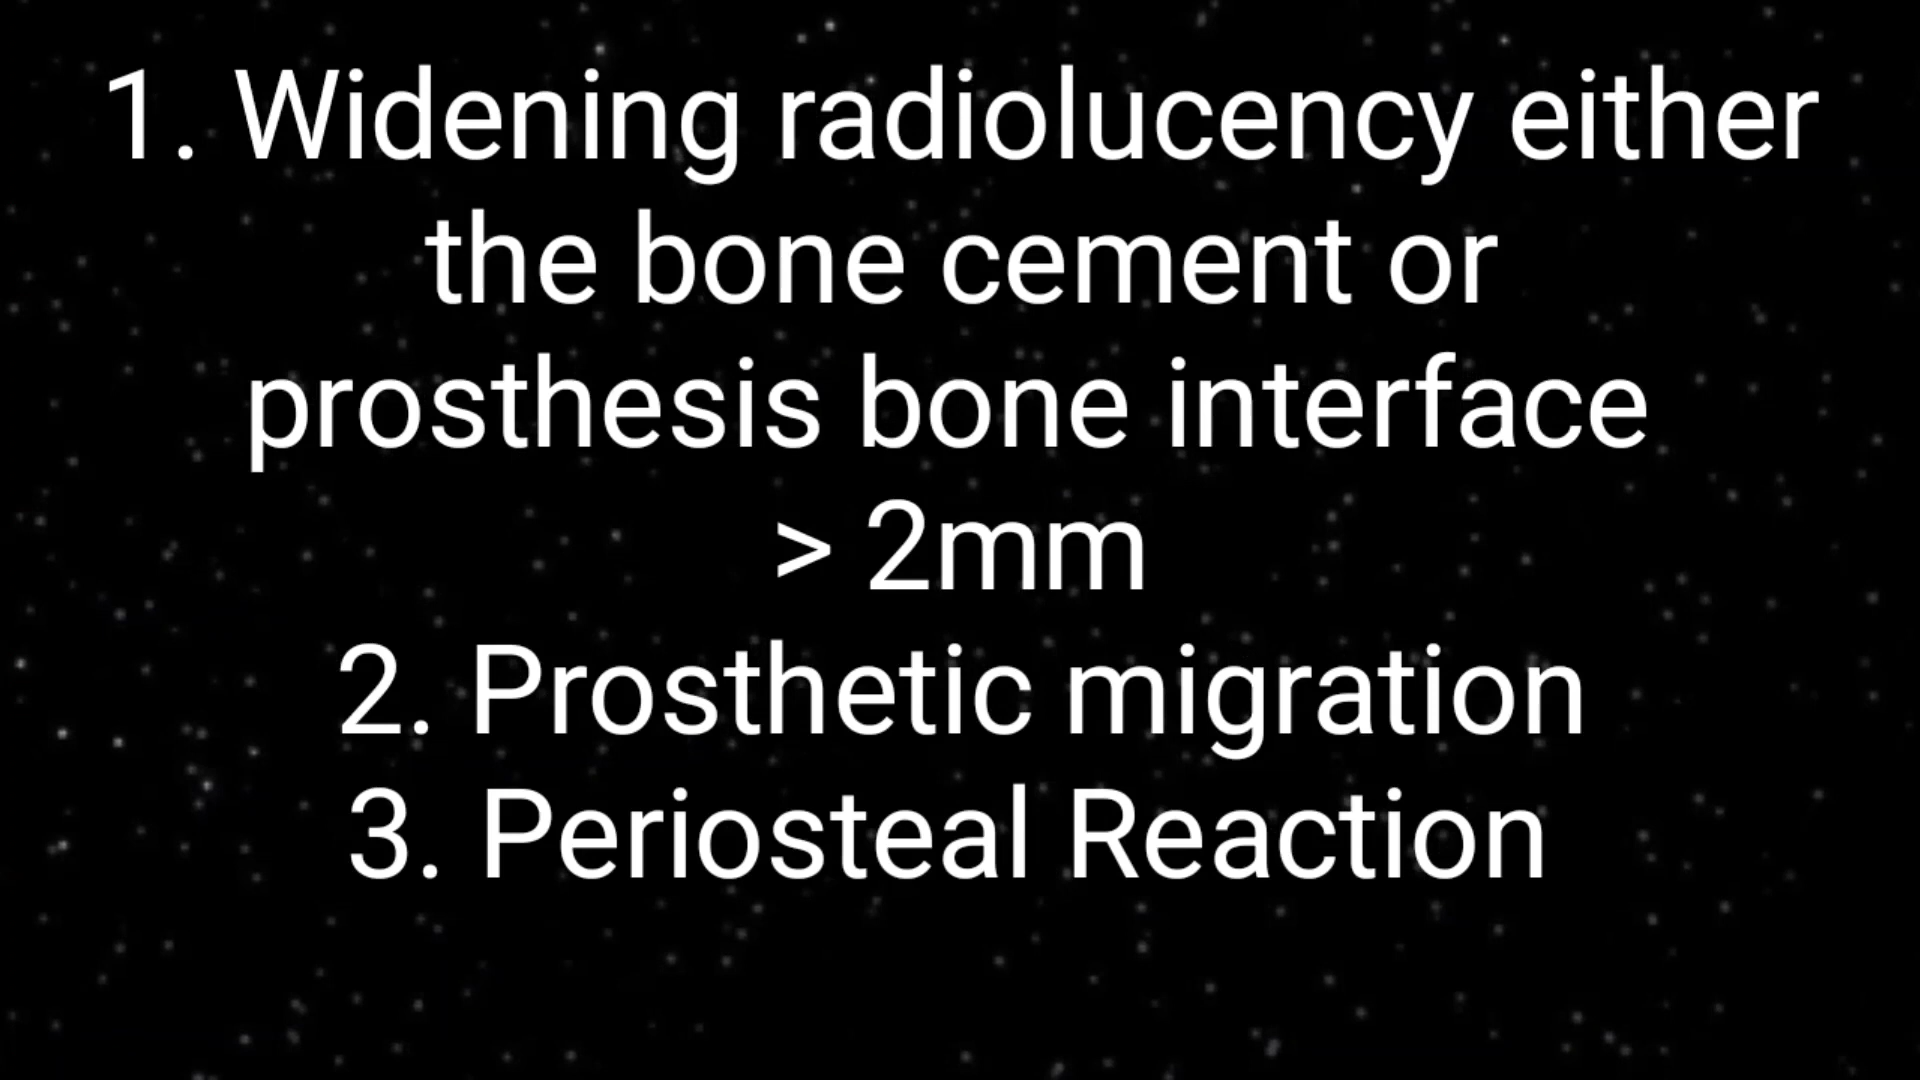 1. Widening radiolucency either
the bone cement or
prosthesis bone interface
> 2mm
2. Prosthetic migration
3. Periosteal Reaction